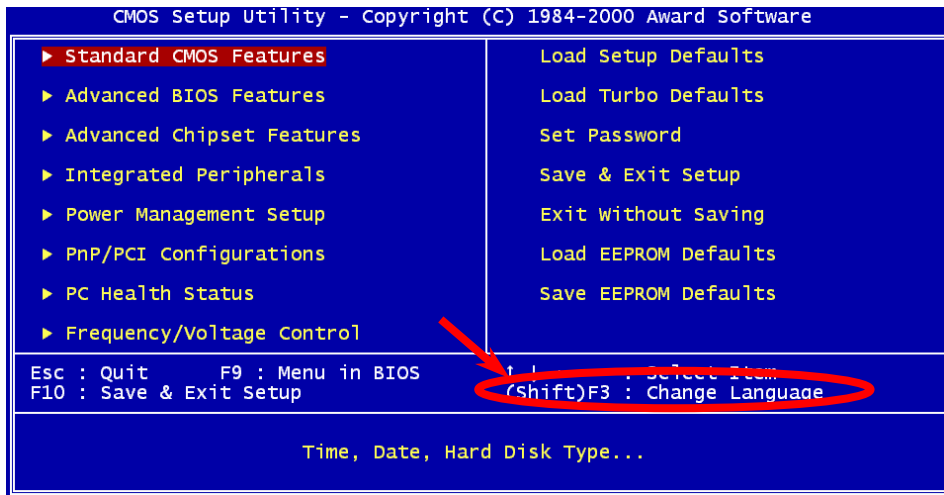 CMOS Setup Utility - Copyright (C) 1984-2000 Award Software
▶ Standard CMOS Features
▶ Advanced BIOS Features
▶ Advanced Chipset Features
▶ Integrated Peripherals
▶ Power Management Setup
▶ PnP/PCI Configurations
▶ PC Health Status
▶ Frequency/Voltage Control
Load Setup Defaults
Load Turbo Defaults
Set Password
Save & Exit Setup
Exit Without Saving
Load EEPROM Defaults
Save EEPROM Defaults
Esc : Quit F9 : Menu in BIOS
F10 : Save & Exit Setup
: Select Item
(Shift)F3 : Change Language
Time, Date, Hard Disk Type...